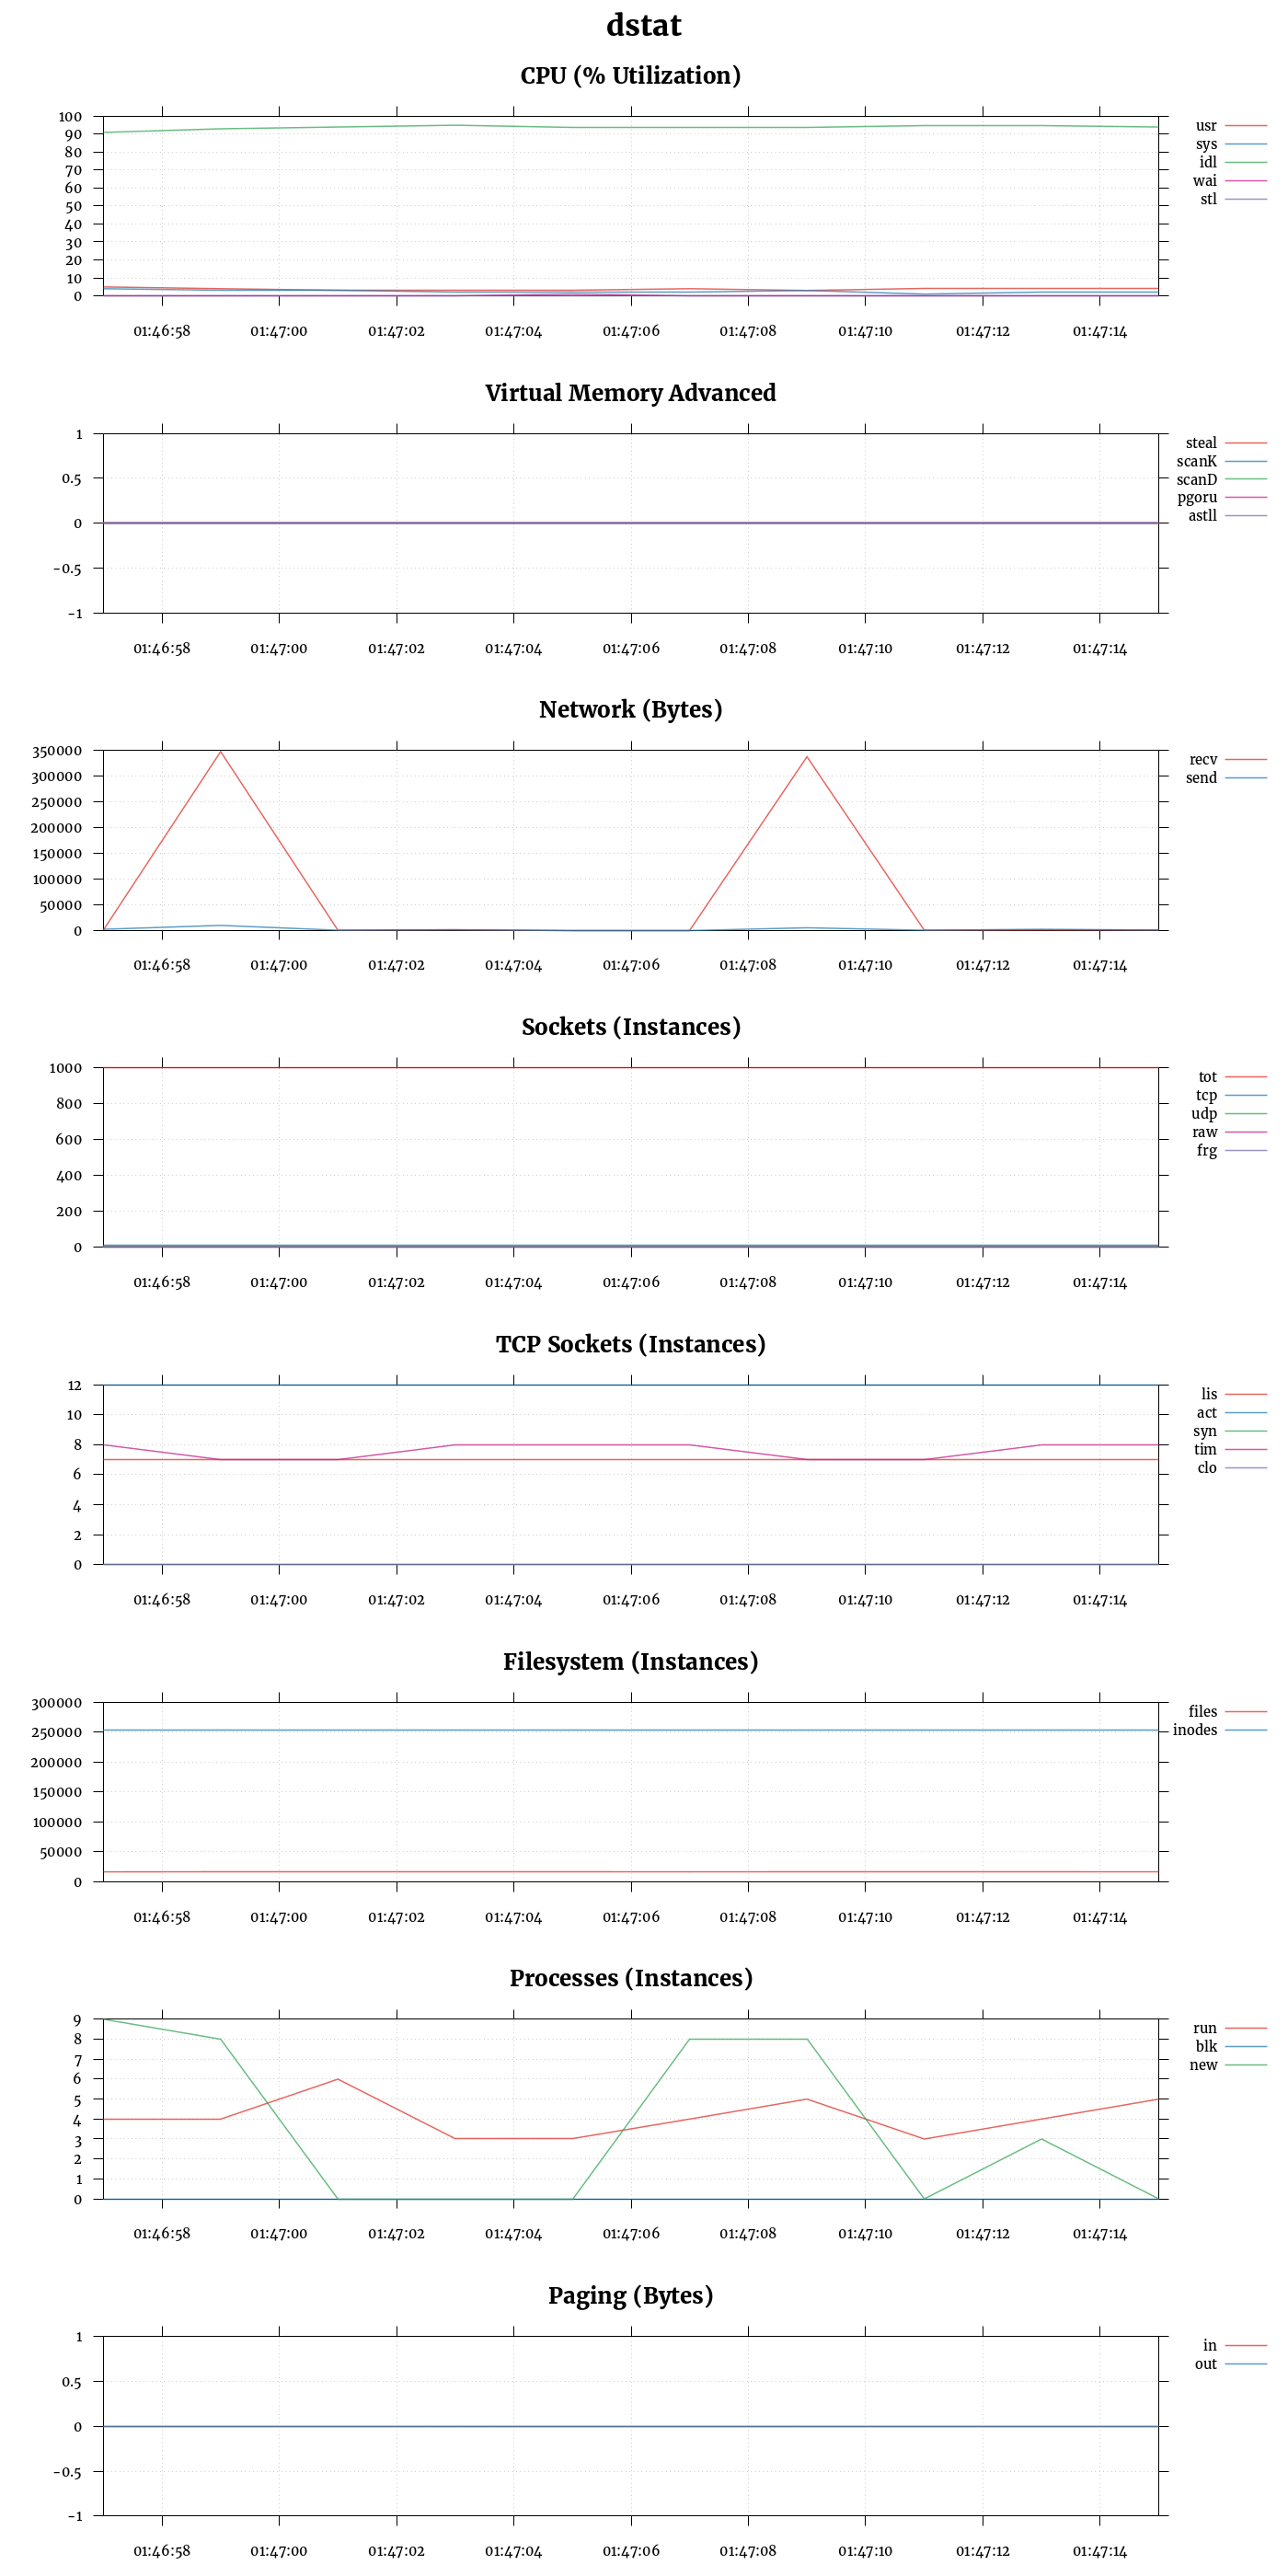 dstat
CPU (% Utilization)
100
90
80
70
60
50
40
30
20
10
0
01:46:58 01:47:00 01:47:02 01:47:04 01:47:06 01:47:08 01:47:10 01:47:12 01:47:14
usr
sys
idl
wai
stl
Virtual Memory Advanced
1
0.5
0
-0.5
-1
01:46:58 01:47:00 01:47:02 01:47:04 01:47:06 01:47:08 01:47:10 01:47:12 01:47:14
steal
scanK
scanD
pgoru
astll
Network (Bytes)
350000
300000
250000
200000
150000
100000
50000
0
01:46:58 01:47:00 01:47:02 01:47:04 01:47:06 01:47:08 01:47:10 01:47:12 01:47:14
recv
send
Sockets (Instances)
1000
800
600
400
200
0
01:46:58 01:47:00 01:47:02 01:47:04 01:47:06 01:47:08 01:47:10 01:47:12 01:47:14
tot
tcp
udp
raw
frg
TCP Sockets (Instances)
12
10
8
6
4
2
0
01:46:58 01:47:00 01:47:02 01:47:04 01:47:06 01:47:08 01:47:10 01:47:12 01:47:14
lis
act
syn
tim
clo
Filesystem (Instances)
300000
250000
200000
150000
100000
50000
0
01:46:58 01:47:00 01:47:02 01:47:04 01:47:06 01:47:08 01:47:10 01:47:12 01:47:14
files
inodes
Processes (Instances)
9
8
7
6
5
4
3
2
1
0
01:46:58 01:47:00 01:47:02 01:47:04 01:47:06 01:47:08 01:47:10 01:47:12 01:47:14
run
blk
new
Paging (Bytes)
1
0.5
0
-0.5
-1
01:46:58 01:47:00 01:47:02 01:47:04 01:47:06 01:47:08 01:47:10 01:47:12 01:47:14
in
out